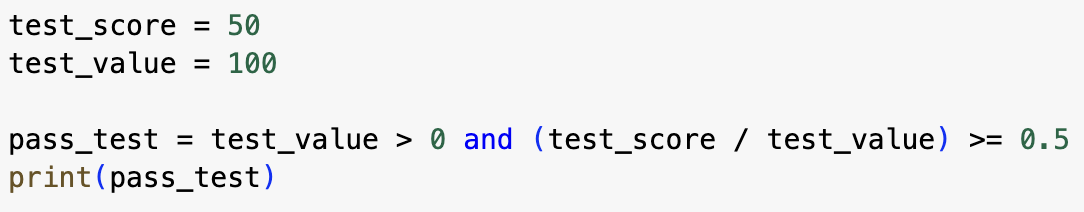 test_score = 50
test_value = 100
pass_test = test_value > 0 and (test_score / test_value) >= 0.5
print(pass_test)